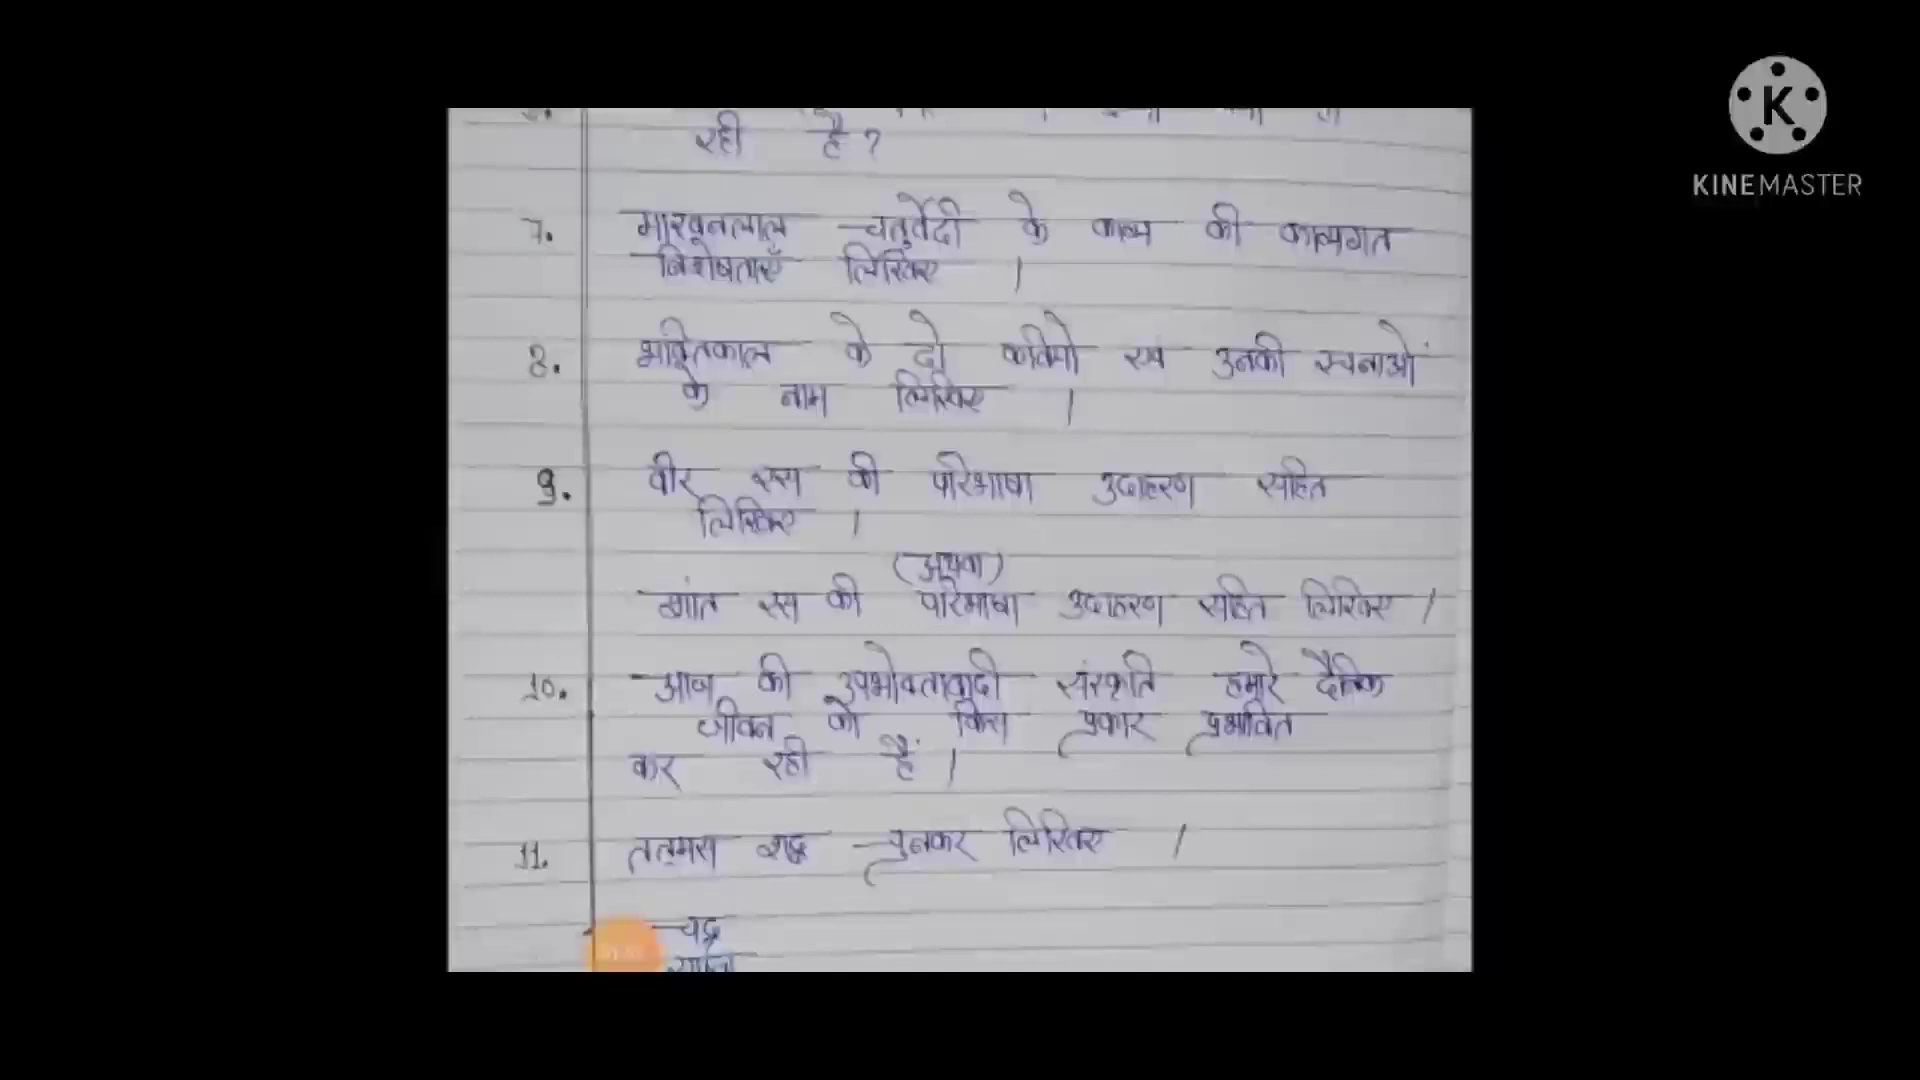 रही है?
KINEMASTER
7. माखनलाल चतुर्वेदी के काव्य की काव्यगत
विशेषताएँ लिखिए ।
8. भक्तिकाल के दो कवियो एवं उनकी रचनाओं
के नाम लिखिए ।
9. वीर रस की परिभाषा उदाहरण सहित
लिखिए ।
(अथवा)
शांत रस की परिभाषा उदाहरण सहित लिखिए ।
10. आज की उपभोक्तावादी संस्कृति हमारे दैनिक
जीवन को किस प्रकार प्रभावित
कर रही हैं ।
11. तत्मस शब्द चुनकर लिखिए ।
चद्र